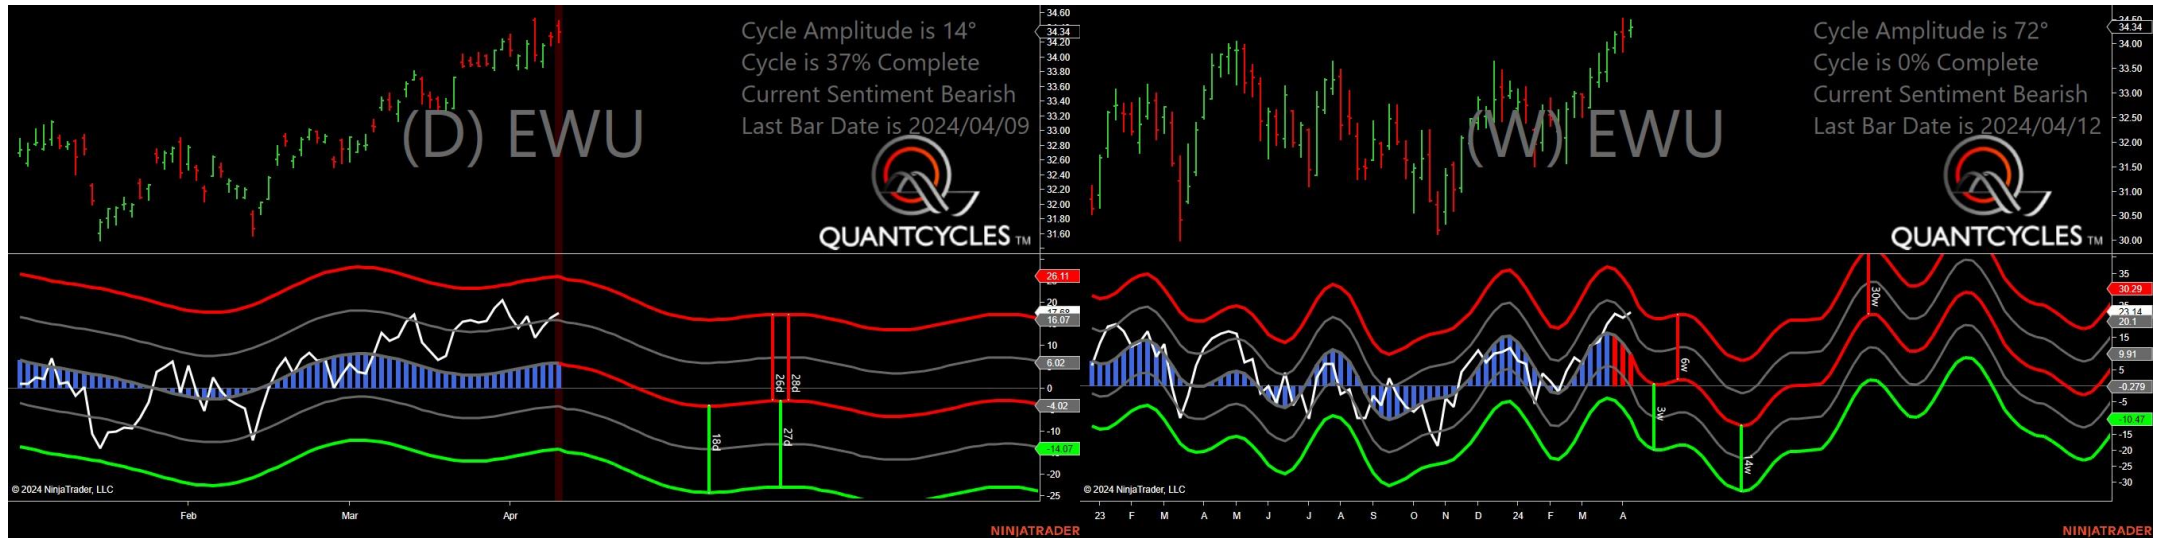 Cycle Amplitude is 14°
Cycle is 37% Complete
Current Sentiment Bearish
Last Bar Date is 2024/04/09
(D) EWU
QUANTCYCLES TM
34.60
34.34
34.20
34.00
33.80
33.60
33.40
33.20
33.00
32.80
32.60
32.40
32.20
32.00
31.80
31.60
26.11
20
17.68
16.07
10
6.02
0
-4.02
-10
-14.07
-20
-25
18d
26d
28d
27d
© 2024 NinjaTrader, LLC
Feb Mar Apr
NINJATRADER
Cycle Amplitude is 72°
Cycle is 0% Complete
Current Sentiment Bearish
Last Bar Date is 2024/04/12
(W) EWU
QUANTCYCLES TM
34.50
34.34
34.00
33.50
33.00
32.50
32.00
31.50
31.00
30.50
30.00
35
30.29
25
23.14
20.1
15
9.91
5
-0.279
-5
-10.47
-15
-20
-25
-30
3w
6w
14w
30w
© 2024 NinjaTrader, LLC
23 F M A M J J A S O N D 24 F M A
NINJATRADER